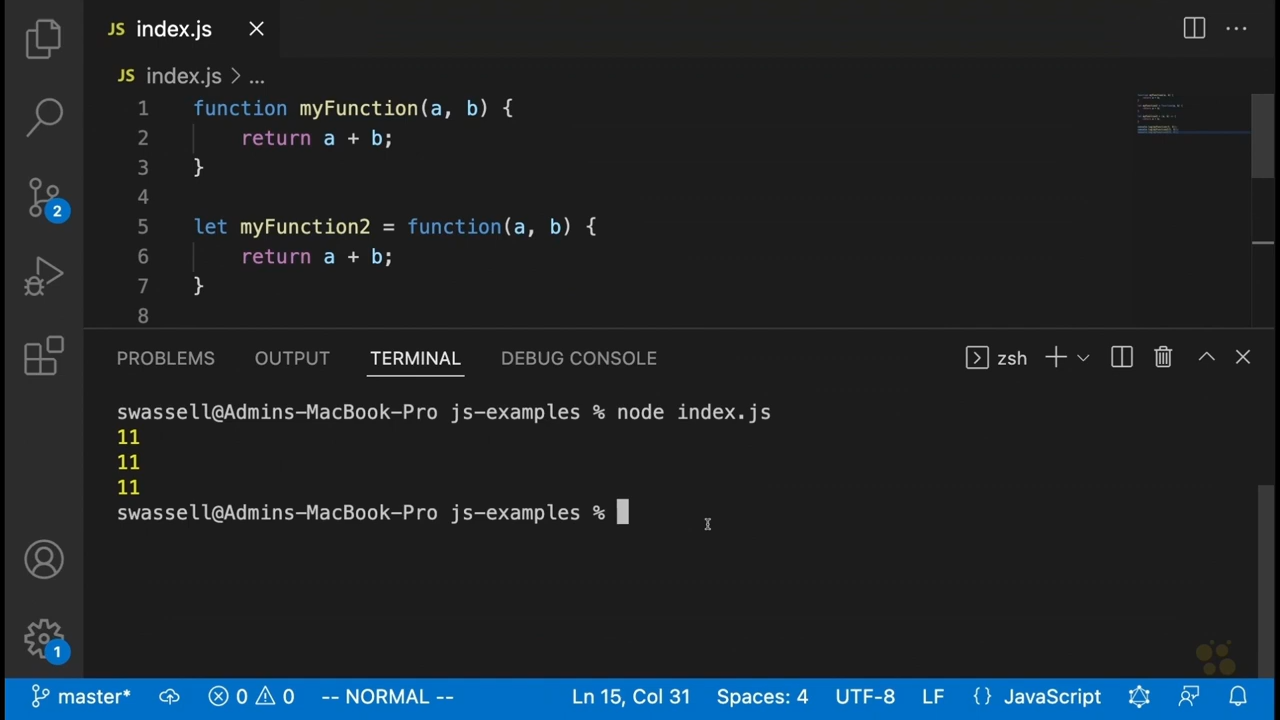 JS index.js
JS index.js > ...
1 function myFunction(a, b) {
2 return a + b;
3 }
4
5 let myFunction2 = function(a, b) {
6 return a + b;
7 }
8
2
PROBLEMS OUTPUT TERMINAL DEBUG CONSOLE zsh
swassell@Admins-MacBook-Pro js-examples % node index.js
11
11
11
swassell@Admins-MacBook-Pro js-examples %
1
master* 0 0 -- NORMAL -- Ln 15, Col 31 Spaces: 4 UTF-8 LF {} JavaScript